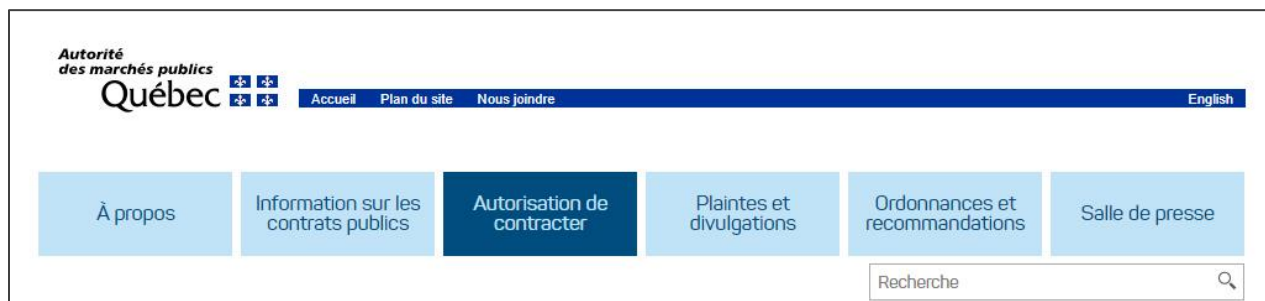 Autorité
des marchés publics
Québec
Accueil Plan du site Nous joindre English
À propos
Information sur les
contrats publics
Autorisation de
contracter
Plaintes et
divulgations
Ordonnances et
recommandations
Salle de presse
Recherche